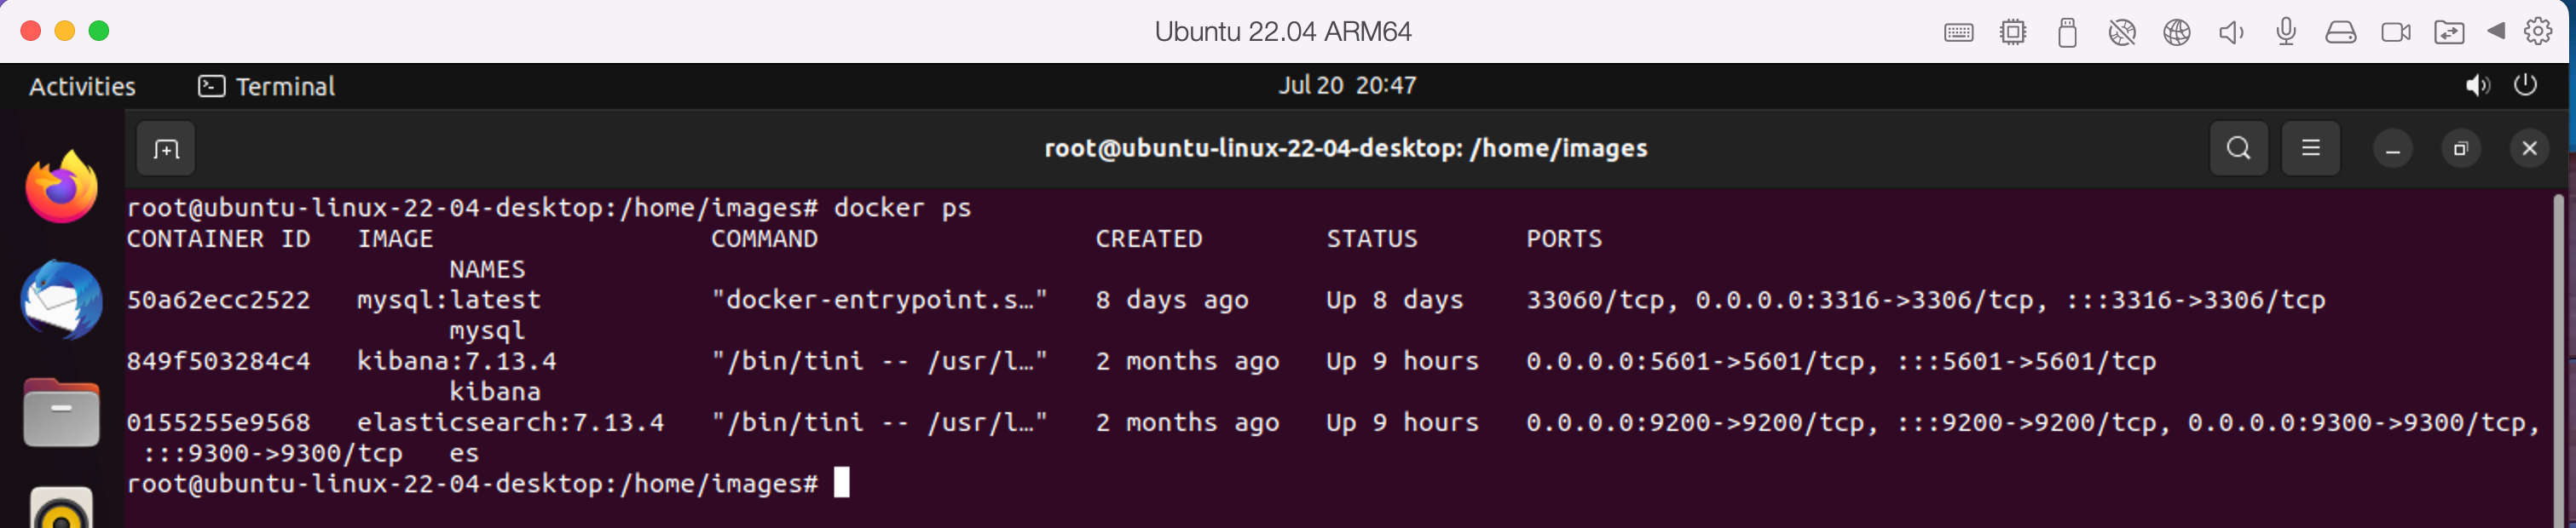 Ubuntu 22.04 ARM64
Activities Terminal Jul 20 20:47
root@ubuntu-linux-22-04-desktop: /home/images
root@ubuntu-linux-22-04-desktop:/home/images# docker ps
CONTAINER ID   IMAGE                  COMMAND                  CREATED        STATUS       PORTS
                     NAMES
50a62ecc2522   mysql:latest           "docker-entrypoint.s…"   8 days ago     Up 8 days    33060/tcp, 0.0.0.0:3316->3306/tcp, :::3316->3306/tcp
                     mysql
849f503284c4   kibana:7.13.4          "/bin/tini -- /usr/l…"   2 months ago   Up 9 hours   0.0.0.0:5601->5601/tcp, :::5601->5601/tcp
                     kibana
0155255e9568   elasticsearch:7.13.4   "/bin/tini -- /usr/l…"   2 months ago   Up 9 hours   0.0.0.0:9200->9200/tcp, :::9200->9200/tcp, 0.0.0.0:9300->9300/tcp,
 :::9300->9300/tcp   es
root@ubuntu-linux-22-04-desktop:/home/images#